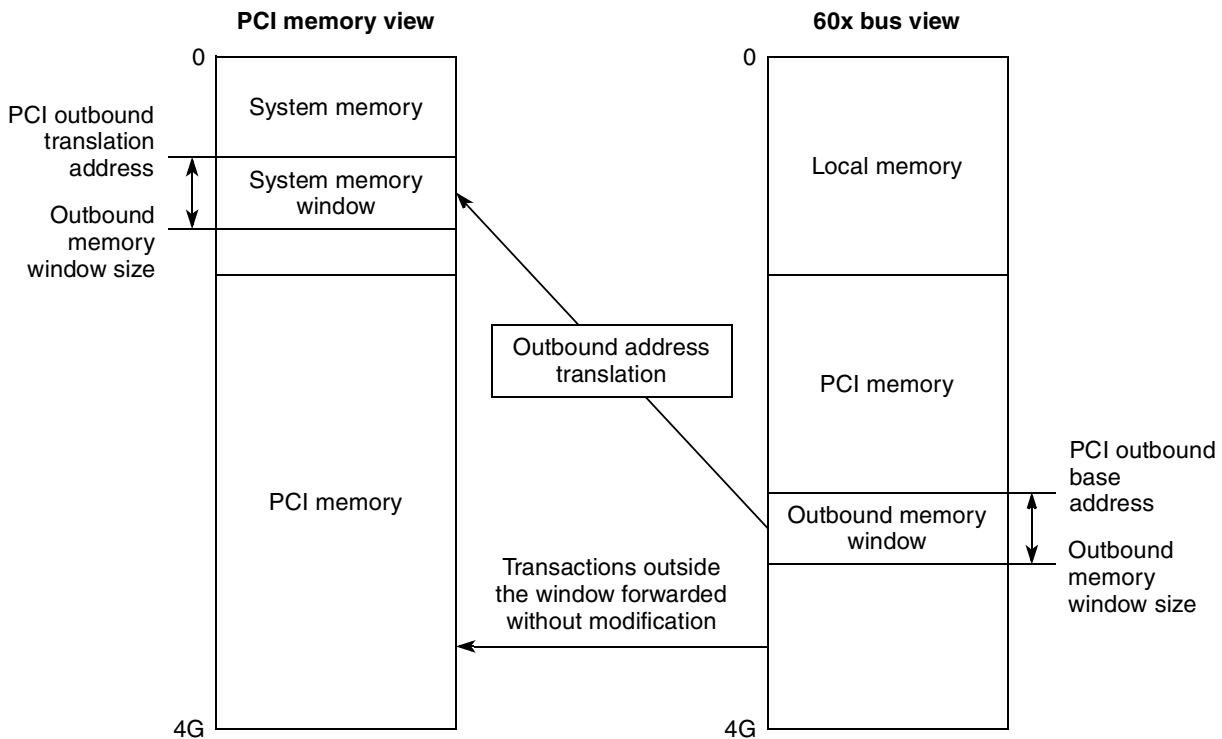 PCI memory view
60x bus view
0
System memory
PCI outbound
translation
address
System memory
window
Outbound
memory
window size
PCI memory
4G
Outbound address
translation
Transactions outside
the window forwarded
without modification
0
Local memory
PCI memory
PCI outbound
base
address
Outbound memory
window
Outbound
memory
window size
4G